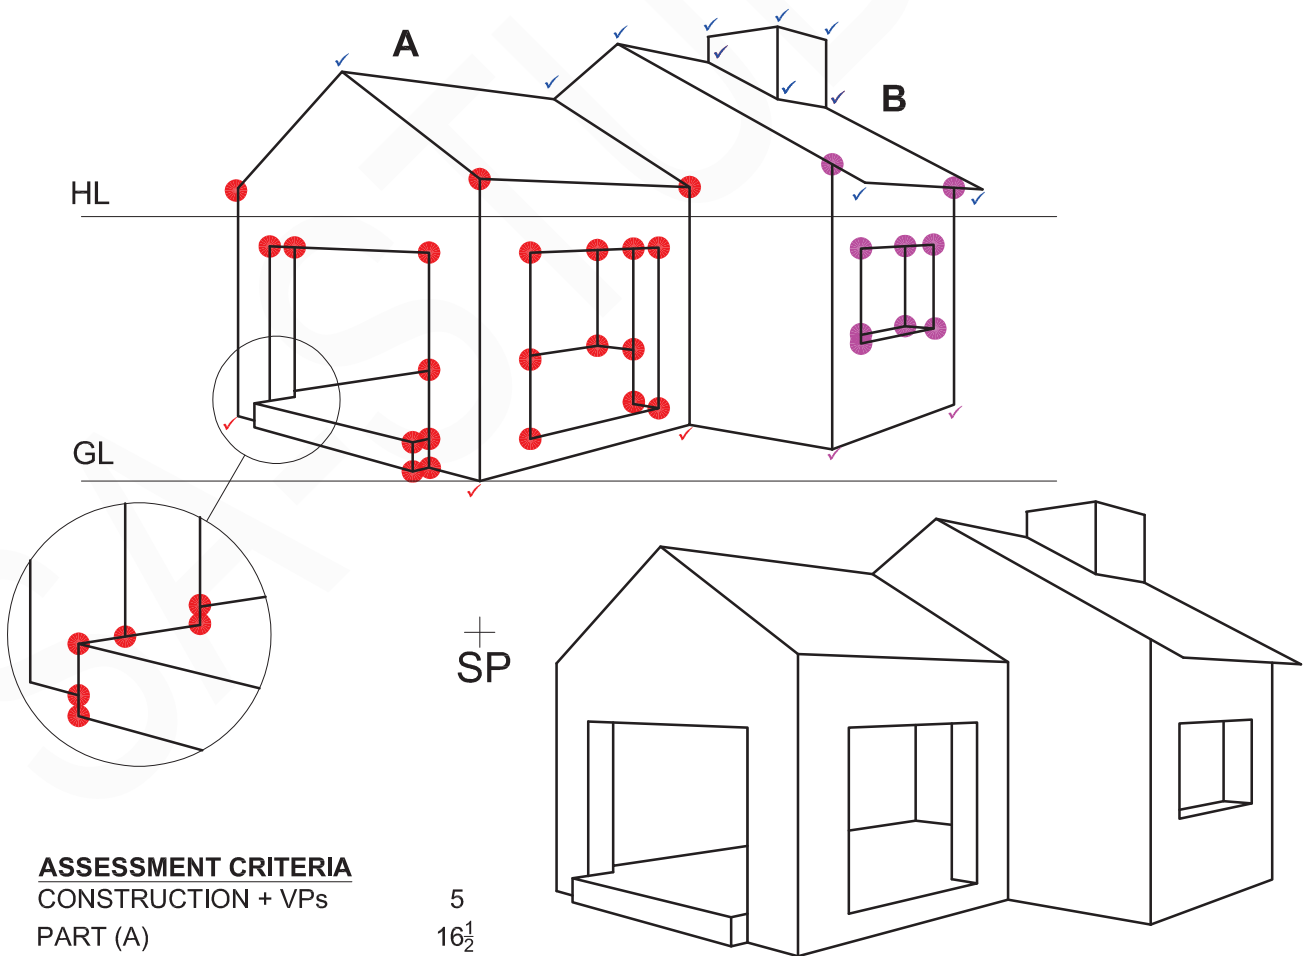 A
B
HL
GL
SP
ASSESSMENT CRITERIA
CONSTRUCTION + VPs 5
PART (A) 16½